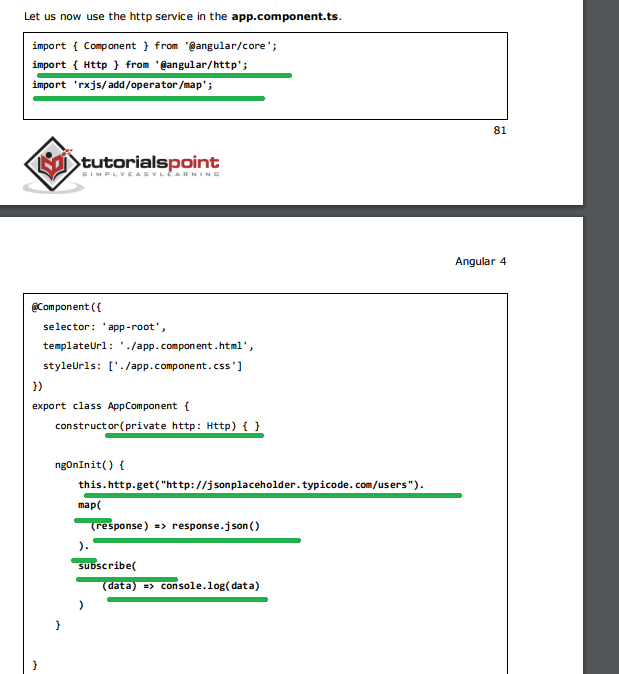 Let us now use the http service in the app.component.ts.
import { Component } from '@angular/core';
import { Http } from '@angular/http';
import 'rxjs/add/operator/map';
81
tutorialspoint
SIMPLYEASYLEARNING
Angular 4
@Component({
selector: 'app-root',
templateUrl: './app.component.html',
styleUrls: ['./app.component.css']
})
export class AppComponent {
constructor(private http: Http) { }
ngOnInit() {
this.http.get("http://jsonplaceholder.typicode.com/users").
map(
(response) => response.json()
).
subscribe(
(data) => console.log(data)
)
}
}